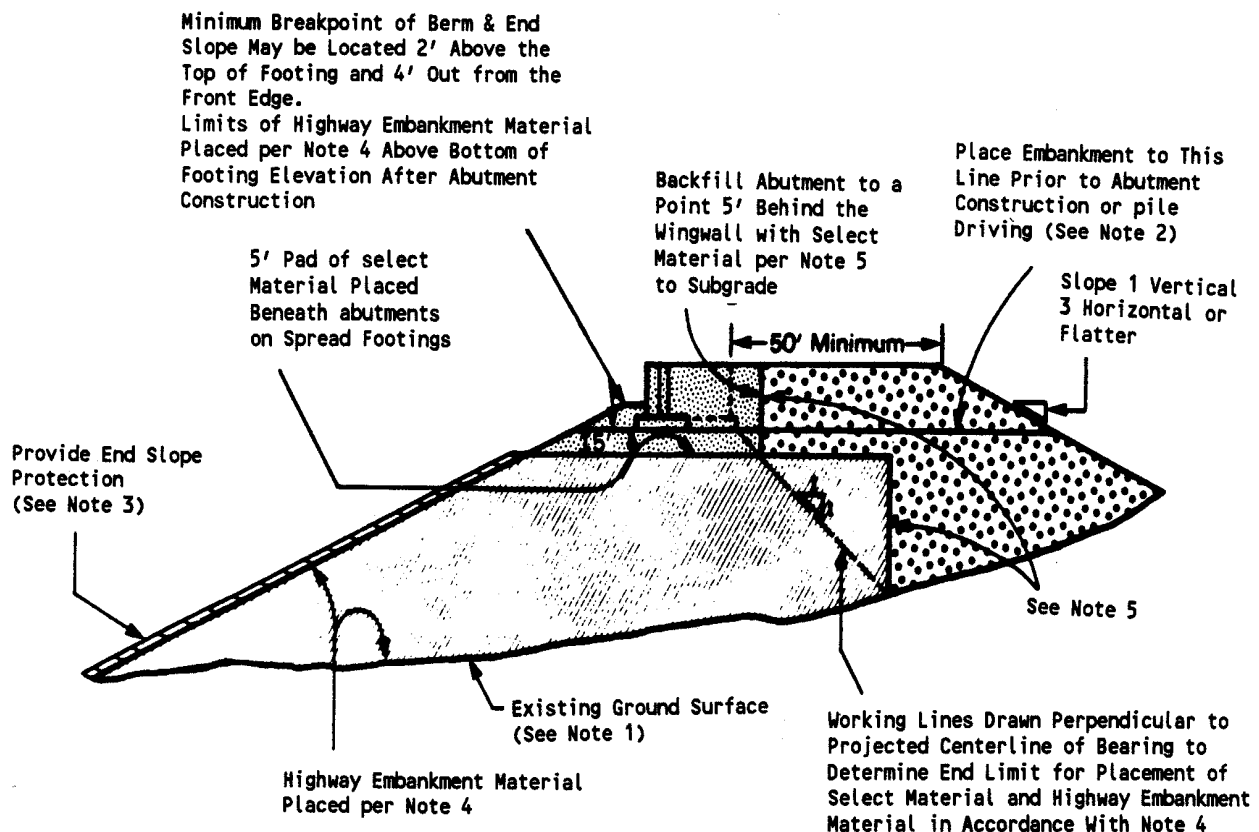 Minimum Breakpoint of Berm & End
Slope May be Located 2' Above the
Top of Footing and 4' Out from the
Front Edge.
Limits of Highway Embankment Material
Placed per Note 4 Above Bottom of
Footing Elevation After Abutment
Construction
5' Pad of select
Material Placed
Beneath abutments
on Spread Footings
Backfill Abutment to a
Point 5' Behind the
Wingwall with Select
Material per Note 5
to Subgrade
Place Embankment to This
Line Prior to Abutment
Construction or pile
Driving (See Note 2)
Slope 1 Vertical
3 Horizontal or
Flatter
50' Minimum
5'
Provide End Slope
Protection
(See Note 3)
See Note 5
Existing Ground Surface
(See Note 1)
Highway Embankment Material
Placed per Note 4
Working Lines Drawn Perpendicular to
Projected Centerline of Bearing to
Determine End Limit for Placement of
Select Material and Highway Embankment
Material in Accordance With Note 4